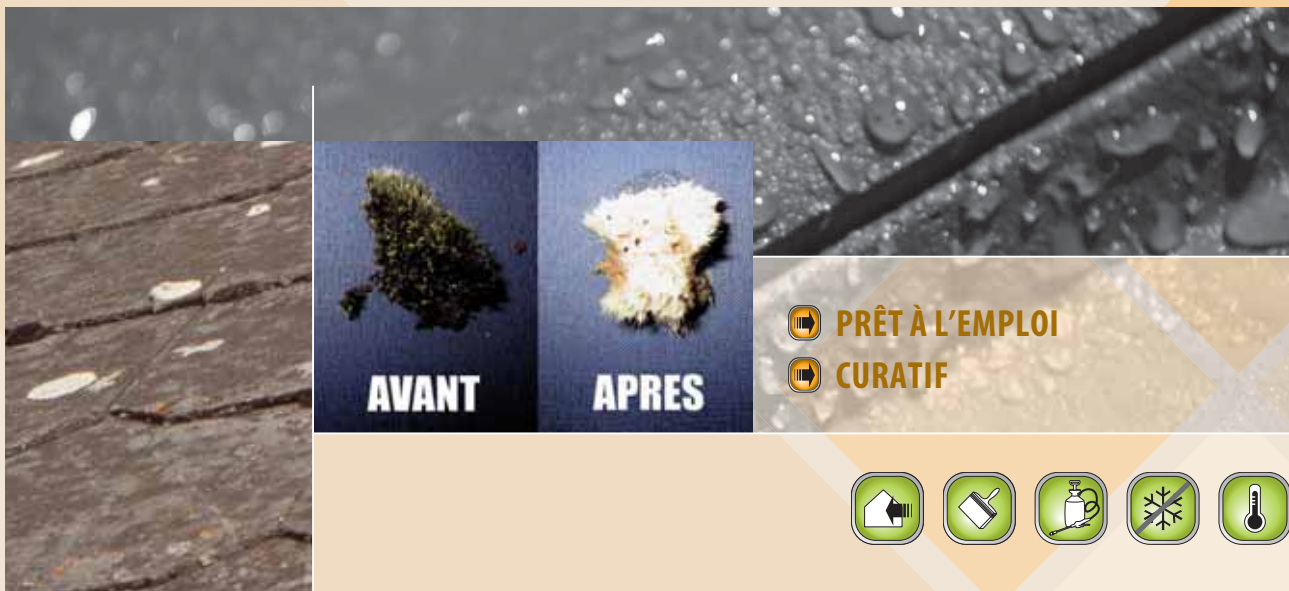 AVANT
APRES
PRÊT À L’EMPLOI
CURATIF